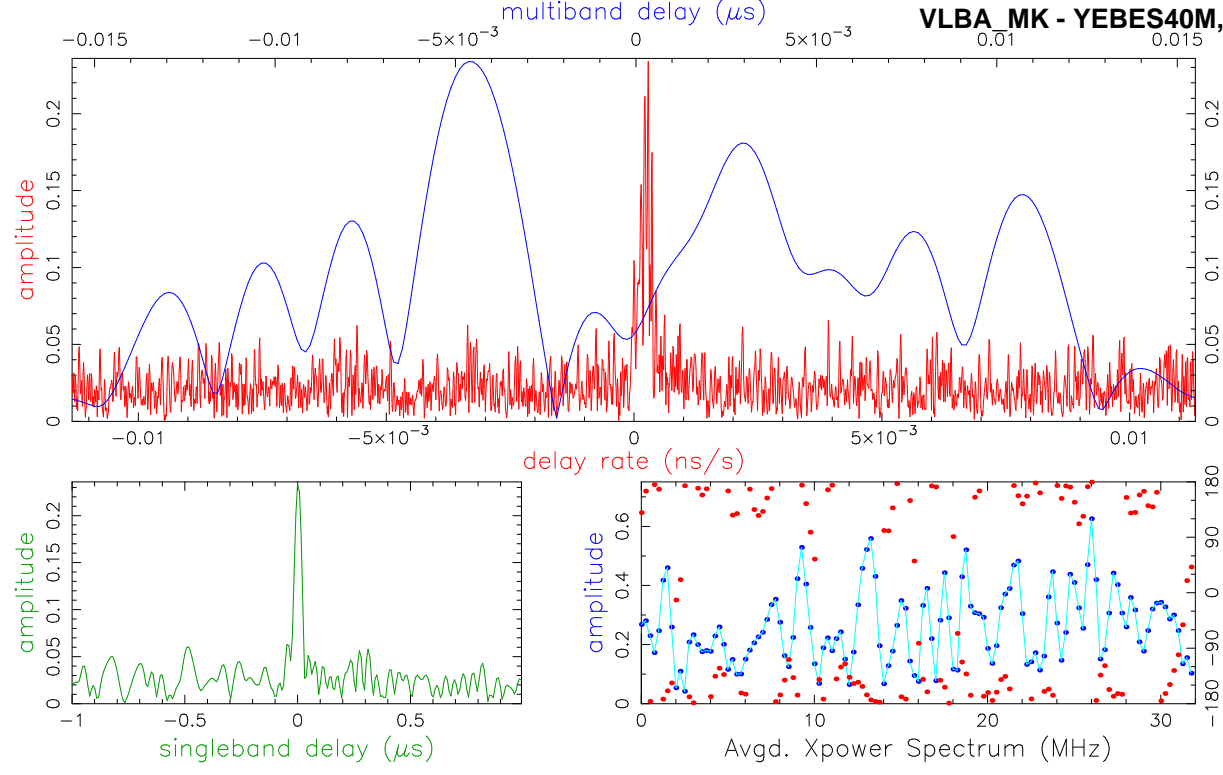 multiband delay (μs)
VLBA_MK - YEBES40M,
−0.015 −0.01 −5×10⁻³ 0 5×10⁻³ 0.01 0.015
amplitude
0 0.05 0.1 0.15 0.2
0 0.05 0.1 0.15 0.2
−0.01 −5×10⁻³ 0 5×10⁻³ 0.01
delay rate (ns/s)
amplitude
0 0.05 0.1 0.15 0.2
−1 −0.5 0 0.5
singleband delay (μs)
amplitude
0 0.2 0.4 0.6
−180 −90 0 90 180
0 10 20 30
Avgd. Xpower Spectrum (MHz)